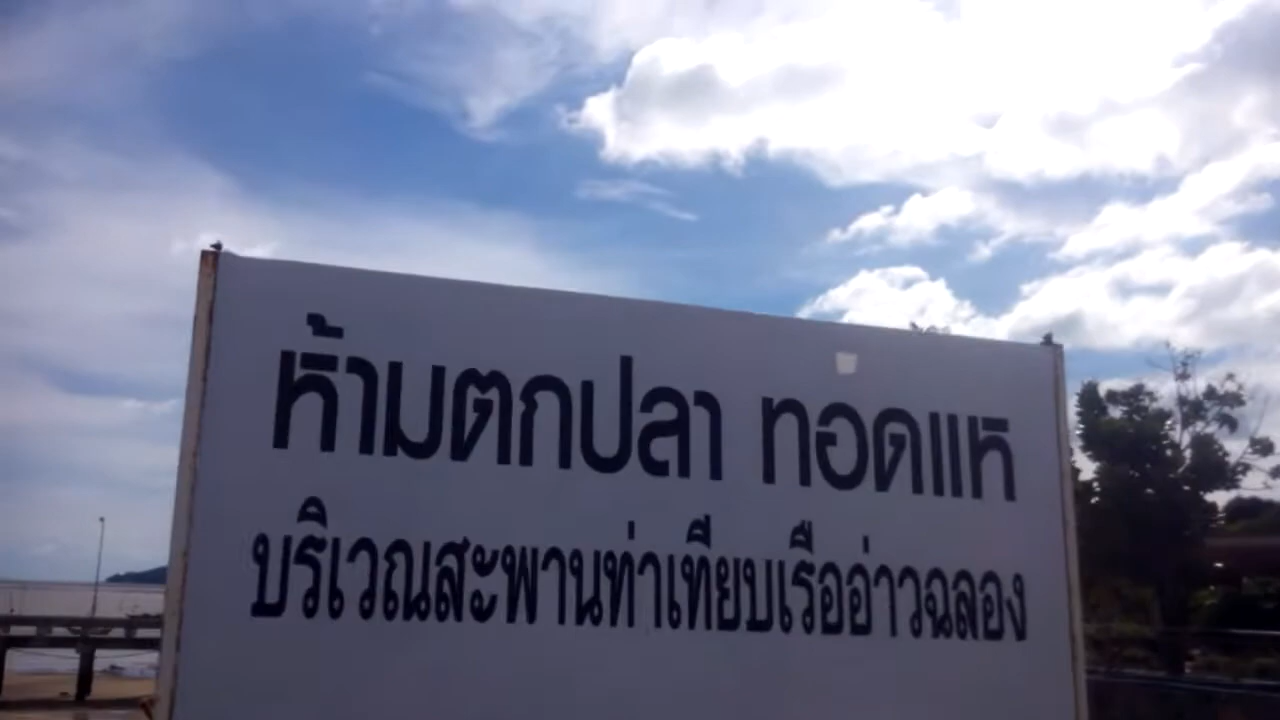 ห้ามตกปลา ทอดแห
บริเวณสะพานท่าเทียบเรืออ่าวฉลอง